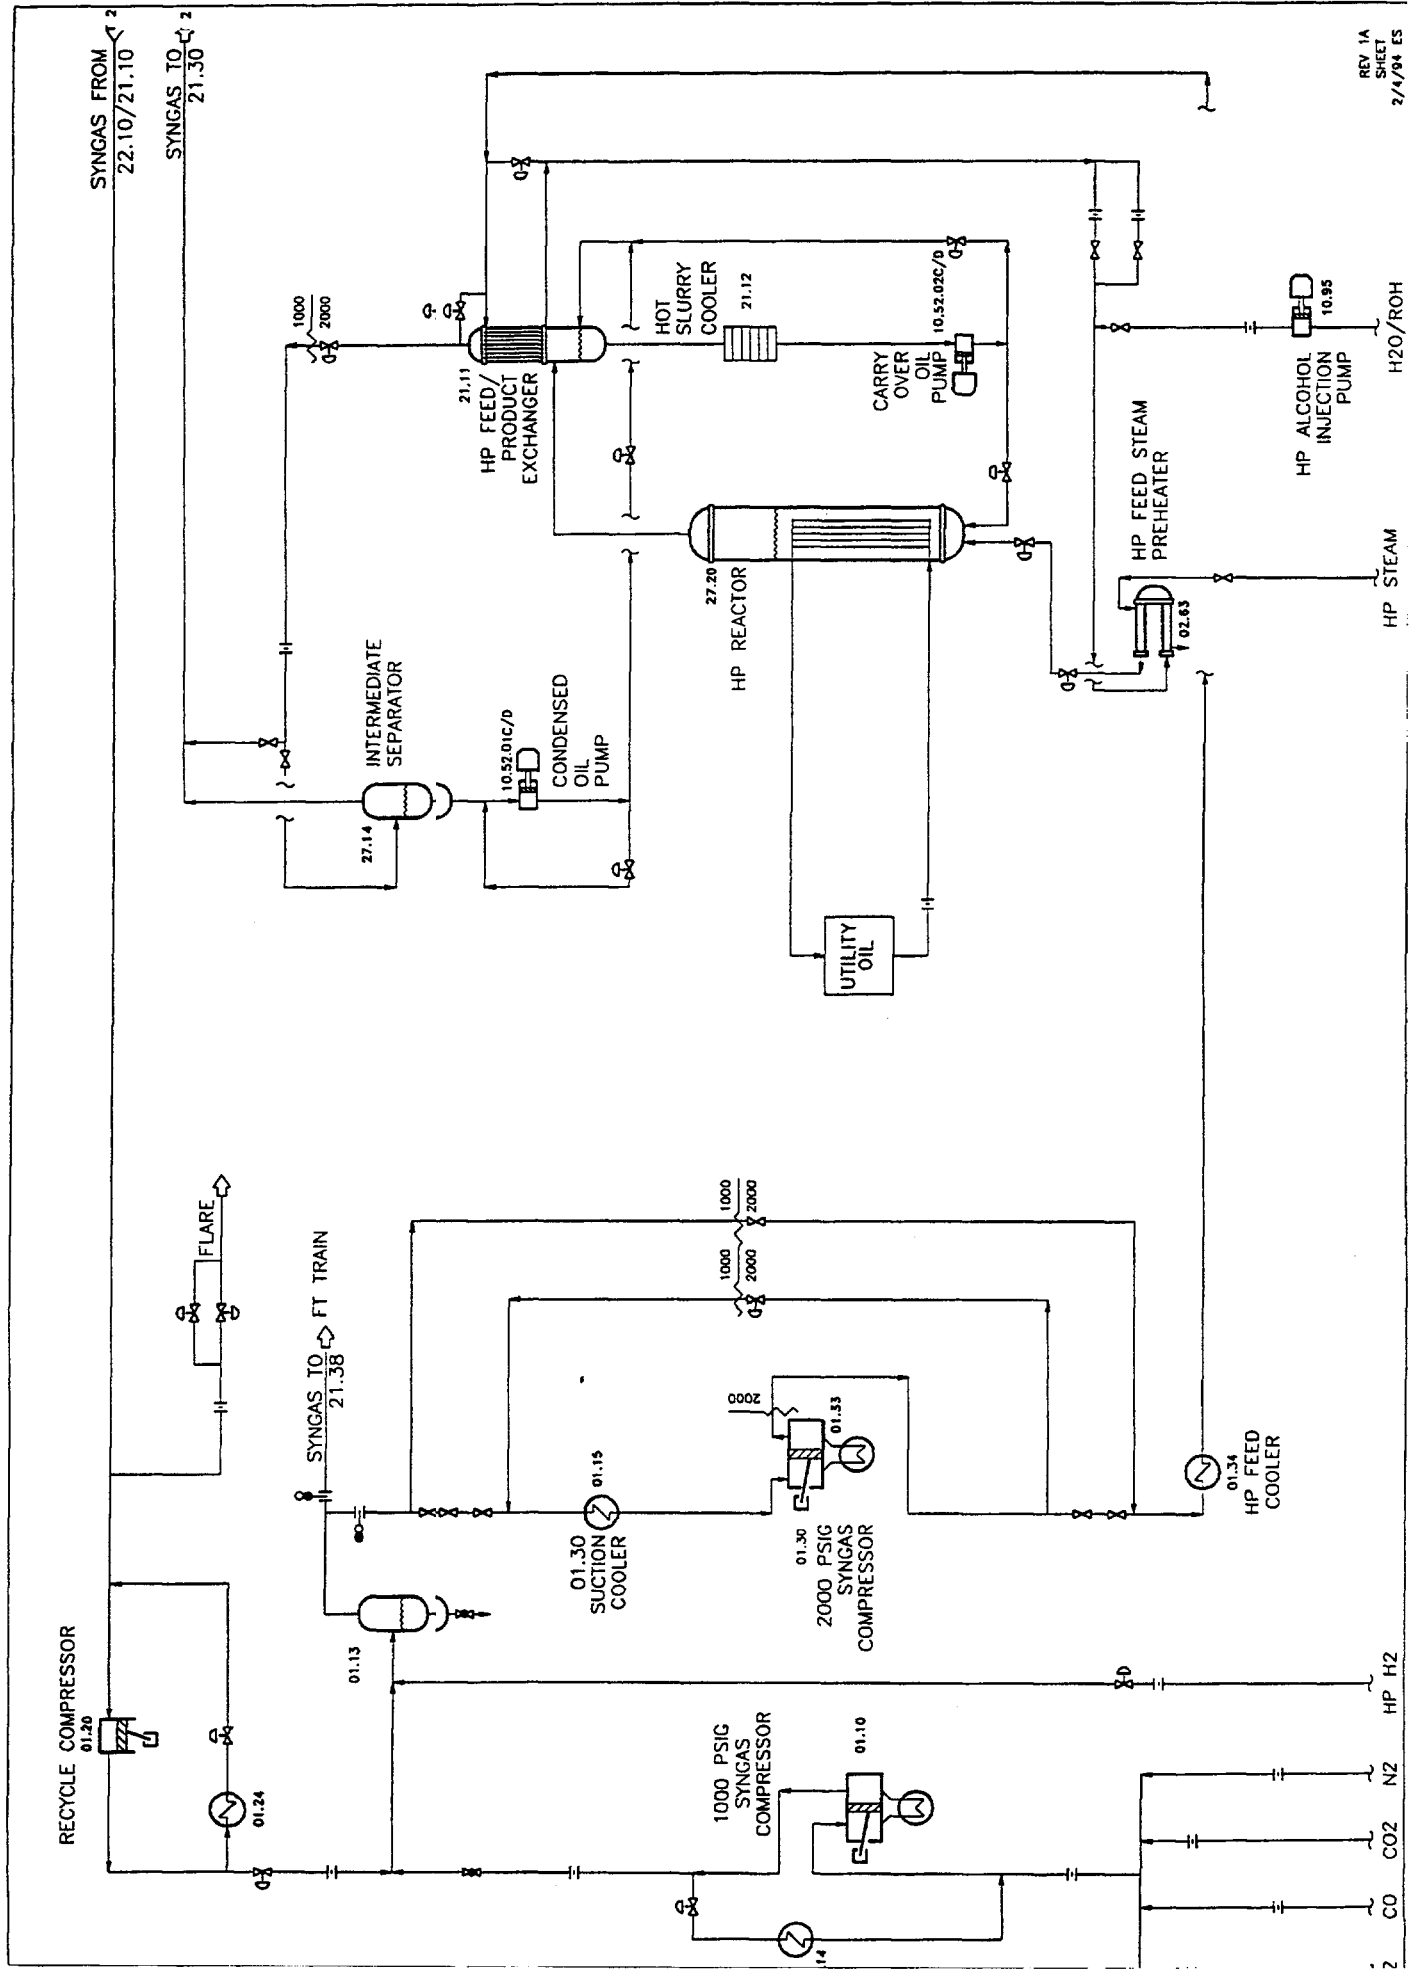 SYNGAS FROM
22.10/21.10
2
SYNGAS TO
21.30
2
REV 1A
SHEET
2/4/94 ES
1000
2000
21.11
HP FEED/
PRODUCT
EXCHANGER
HOT
SLURRY
COOLER
21.12
CARRY
OVER
OIL
PUMP
10.52.02C/D
HP ALCOHOL
INJECTION
PUMP
10.95
H2O/ROH
27.20
HP REACTOR
HP FEED STEAM
PREHEATER
02.63
HP STEAM
INTERMEDIATE
SEPARATOR
27.14
10.52.01C/D
CONDENSED
OIL
PUMP
UTILITY
OIL
FLARE
SYNGAS TO
21.38
FT TRAIN
1000
2000
1000
2000
2000
01.15
01.30
SUCTION
COOLER
01.33
01.30
2000 PSIG
SYNGAS
COMPRESSOR
01.34
HP FEED
COOLER
01.13
RECYCLE COMPRESSOR
01.20
01.24
1000 PSIG
SYNGAS
COMPRESSOR
01.10
14
HP H2
N2
CO2
CO
2